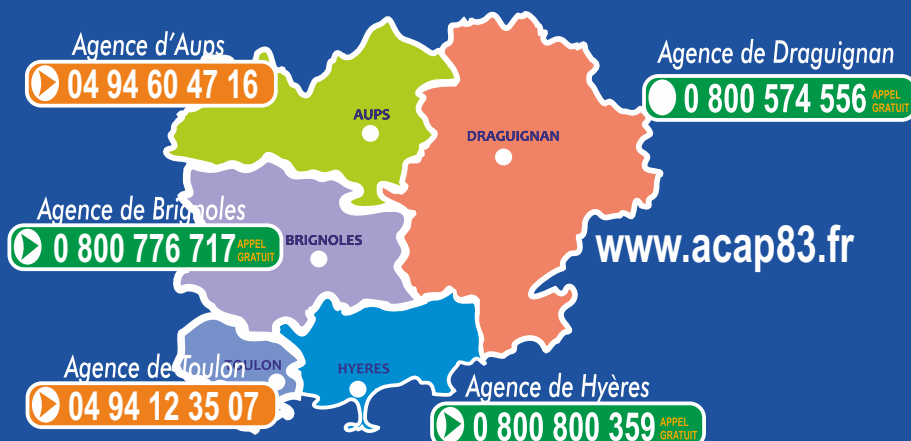 Agence d'Aups
04 94 60 47 16
Agence de Draguignan
0 800 574 556 APPEL GRATUIT
AUPS
DRAGUIGNAN
Agence de Brignoles
0 800 776 717 APPEL GRATUIT
BRIGNOLES
www.acap83.fr
Agence de Toulon
04 94 12 35 07
TOULON
HYERES
Agence de Hyères
0 800 800 359 APPEL GRATUIT